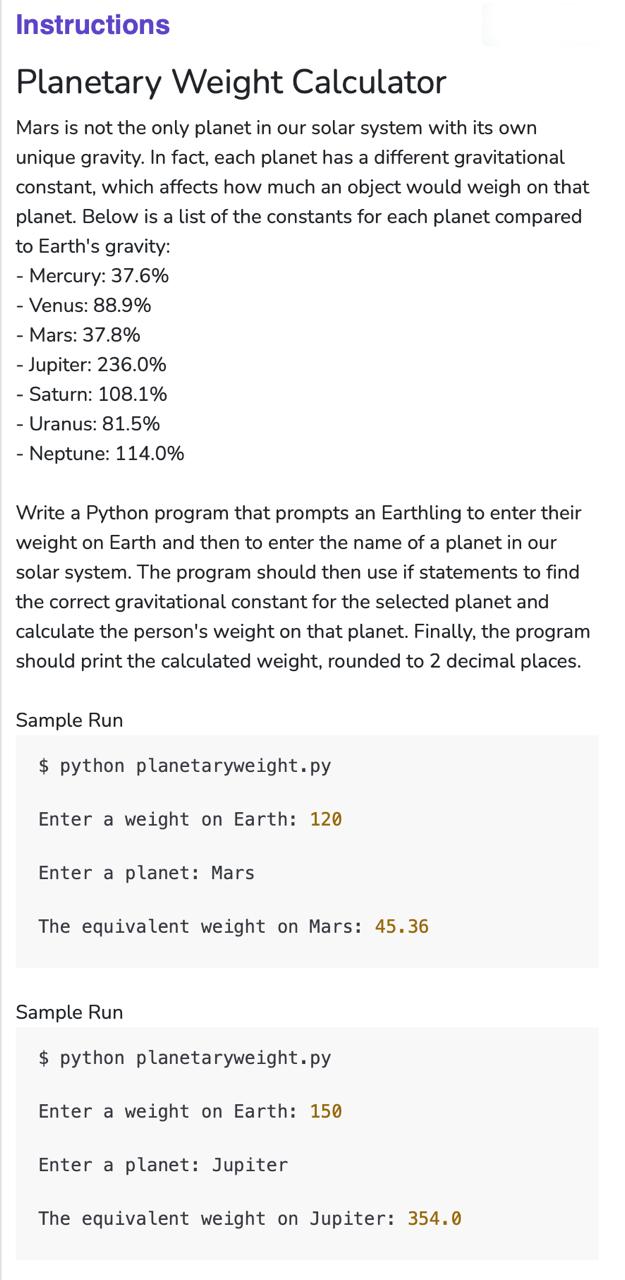 Instructions
Planetary Weight Calculator
Mars is not the only planet in our solar system with its own
unique gravity. In fact, each planet has a different gravitational
constant, which affects how much an object would weigh on that
planet. Below is a list of the constants for each planet compared
to Earth's gravity:
- Mercury: 37.6%
- Venus: 88.9%
- Mars: 37.8%
- Jupiter: 236.0%
- Saturn: 108.1%
- Uranus: 81.5%
- Neptune: 114.0%
Write a Python program that prompts an Earthling to enter their
weight on Earth and then to enter the name of a planet in our
solar system. The program should then use if statements to find
the correct gravitational constant for the selected planet and
calculate the person's weight on that planet. Finally, the program
should print the calculated weight, rounded to 2 decimal places.
Sample Run
$ python planetaryweight.py
Enter a weight on Earth: 120
Enter a planet: Mars
The equivalent weight on Mars: 45.36
Sample Run
$ python planetaryweight.py
Enter a weight on Earth: 150
Enter a planet: Jupiter
The equivalent weight on Jupiter: 354.0